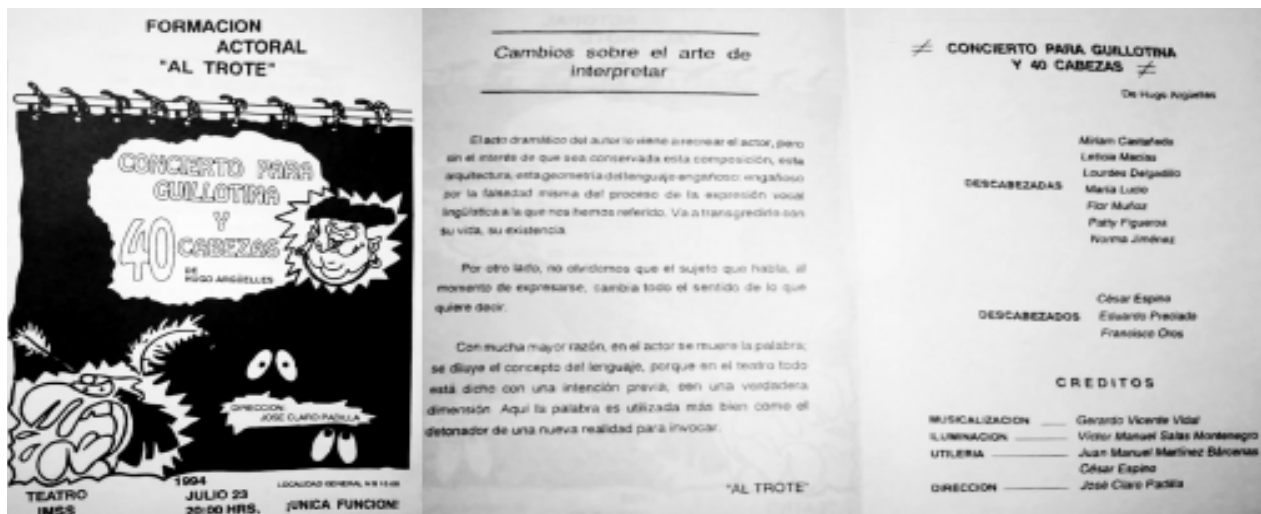 FORMACION
ACTORAL
"AL TROTE"
CONCIERTO PARA
GUILLOTINA
Y
40 CABEZAS
DE
HUGO ARGÜELLES
DIRECCION:
JOSE CLARO PADILLA
1994
LOCALIDAD GENERAL N$ 10.00
TEATRO
IMSS
JULIO 23
20:00 HRS.
¡UNICA FUNCION!
Cambios sobre el arte de
interpretar
El acto dramático del autor lo viene a recrear el actor, pero
sin el interés de que sea conservada esta composición, esta
arquitectura, esta geometría del lenguaje engañoso: engañoso
por la falsedad misma del proceso de la expresión vocal
lingüística a la que nos hemos referido. Va a transgredirla con
su vida, su existencia.
Por otro lado, no olvidemos que el sujeto que habla, al
momento de expresarse, cambia todo el sentido de lo que
quiere decir.
Con mucha mayor razón, en el actor se muere la palabra;
se diluye el concepto del lenguaje, porque en el teatro todo
está dicho con una intención previa, con una verdadera
dimensión. Aquí la palabra es utilizada más bien como el
detonador de una nueva realidad para invocar.
"AL TROTE"
≠ CONCIERTO PARA GUILLOTINA
Y 40 CABEZAS ≠
De Hugo Argüelles
DESCABEZADAS
Miriam Castañeda
Leticia Macías
Lourdes Delgadillo
María Lucio
Flor Muñoz
Patty Figueroa
Norma Jiménez
DESCABEZADOS
César Espino
Eduardo Preciado
Francisco Oros
CREDITOS
MUSICALIZACION ____ Gerardo Vicente Vidal
ILUMINACION ____ Víctor Manuel Salas Montenegro
UTILERIA ____ Juan Manuel Martínez Bárcenas
César Espino
DIRECCION ____ José Claro Padilla